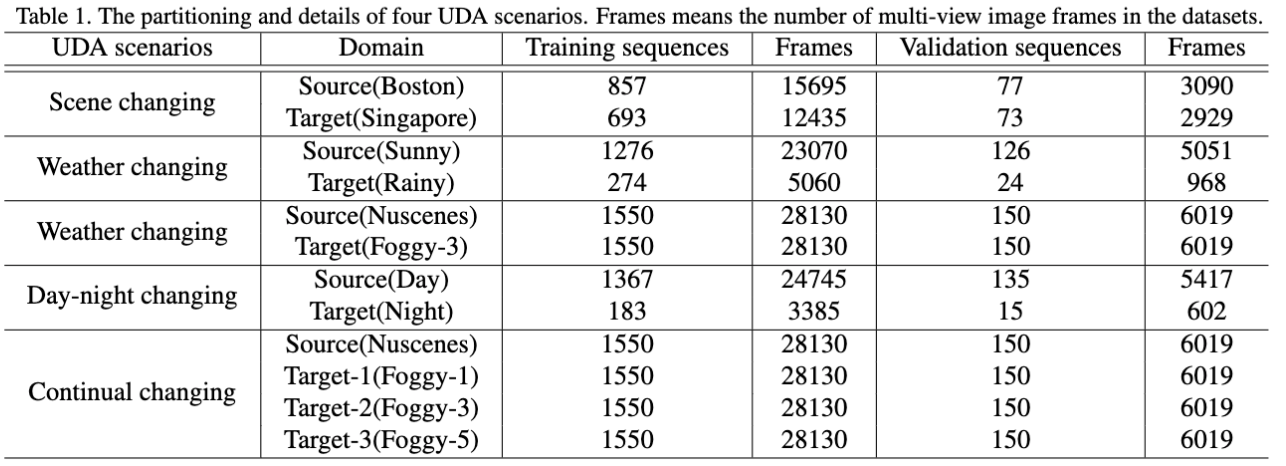 Table 1. The partitioning and details of four UDA scenarios. Frames means the number of multi-view image frames in the datasets.
UDA scenarios Domain Training sequences Frames Validation sequences Frames
Scene changing Source(Boston) 857 15695 77 3090
Target(Singapore) 693 12435 73 2929
Weather changing Source(Sunny) 1276 23070 126 5051
Target(Rainy) 274 5060 24 968
Weather changing Source(Nuscenes) 1550 28130 150 6019
Target(Foggy-3) 1550 28130 150 6019
Day-night changing Source(Day) 1367 24745 135 5417
Target(Night) 183 3385 15 602
Continual changing Source(Nuscenes) 1550 28130 150 6019
Target-1(Foggy-1) 1550 28130 150 6019
Target-2(Foggy-3) 1550 28130 150 6019
Target-3(Foggy-5) 1550 28130 150 6019